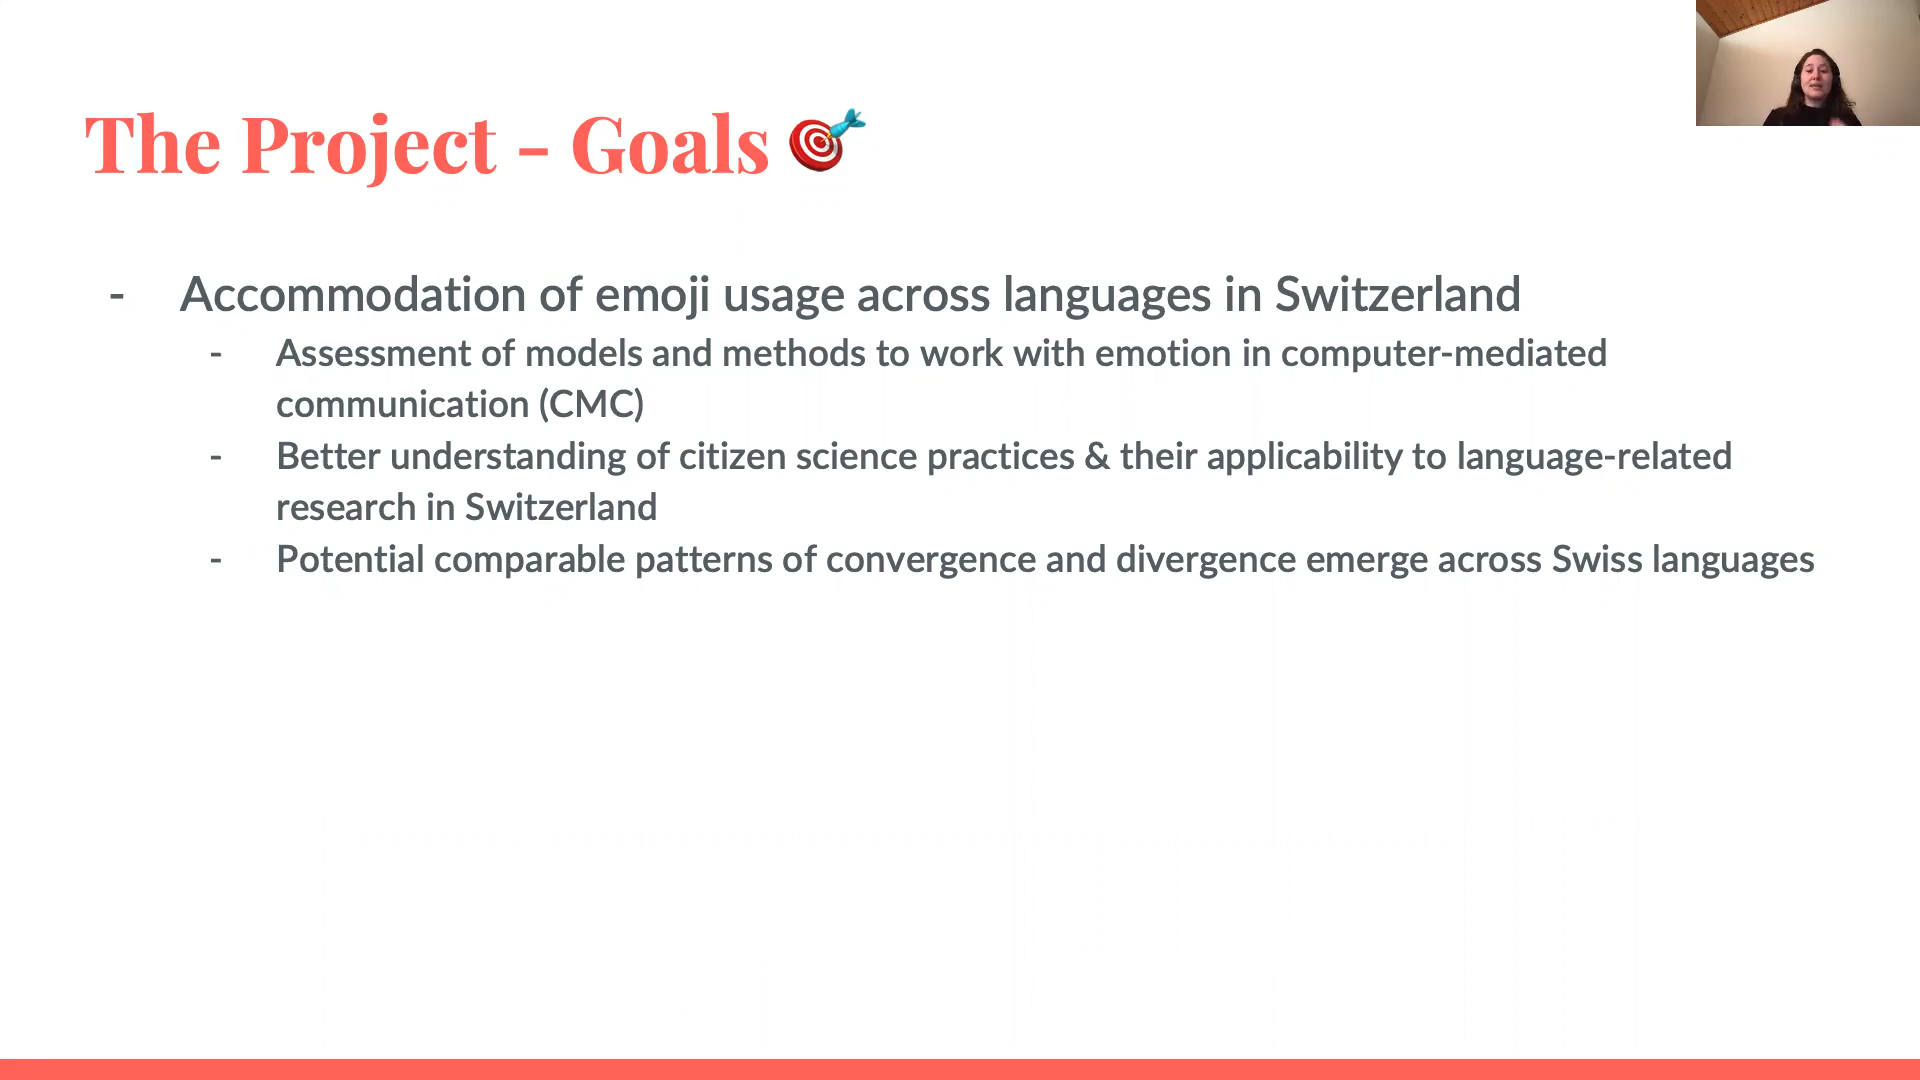 The Project - Goals 🎯
- Accommodation of emoji usage across languages in Switzerland
- Assessment of models and methods to work with emotion in computer-mediated
communication (CMC)
- Better understanding of citizen science practices & their applicability to language-related
research in Switzerland
- Potential comparable patterns of convergence and divergence emerge across Swiss languages